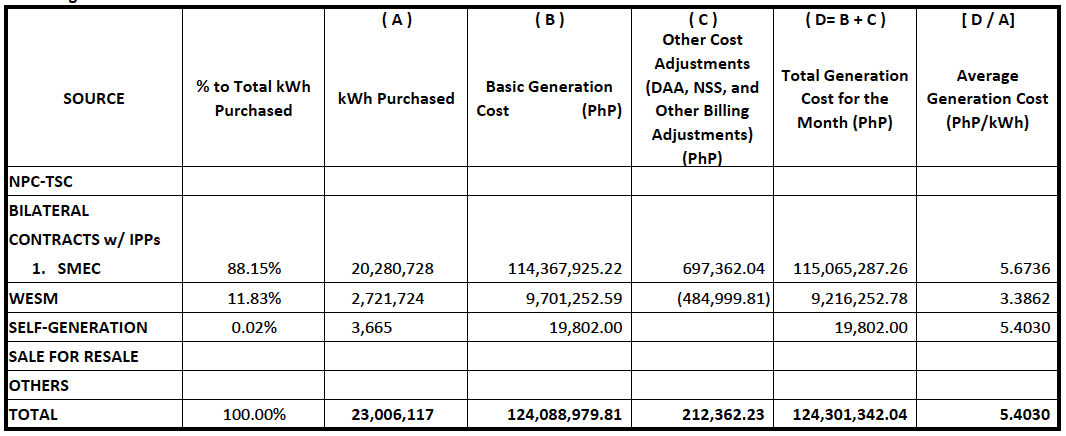 ( A ) ( B ) ( C ) ( D= B + C ) [ D / A]
SOURCE
% to Total kWh
Purchased
kWh Purchased
Basic Generation
Cost (PhP)
Other Cost
Adjustments
(DAA, NSS, and
Other Billing
Adjustments)
(PhP)
Total Generation
Cost for the
Month (PhP)
Average
Generation Cost
(PhP/kWh)
NPC-TSC
BILATERAL
CONTRACTS w/ IPPs
1. SMEC 88.15% 20,280,728 114,367,925.22 697,362.04 115,065,287.26 5.6736
WESM 11.83% 2,721,724 9,701,252.59 (484,999.81) 9,216,252.78 3.3862
SELF-GENERATION 0.02% 3,665 19,802.00 19,802.00 5.4030
SALE FOR RESALE
OTHERS
TOTAL 100.00% 23,006,117 124,088,979.81 212,362.23 124,301,342.04 5.4030